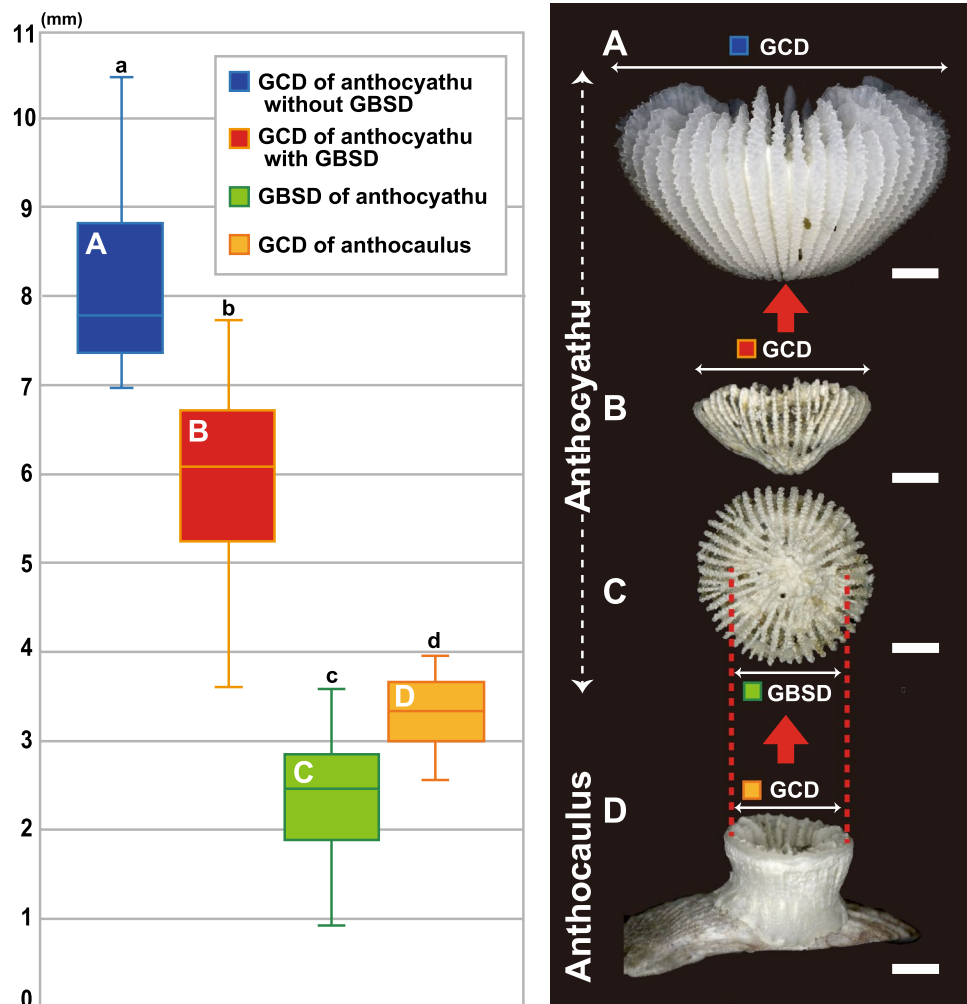 (mm)
11
10
9
8
7
6
5
4
3
2
1
0
a
A
b
B
c
C
d
D
GCD of anthocyathu
without GBSD
GCD of anthocyathu
with GBSD
GBSD of anthocyathu
GCD of anthocaulus
A
GCD
Anthocyathu
GCD
B
C
GBSD
Anthocaulus
GCD
D